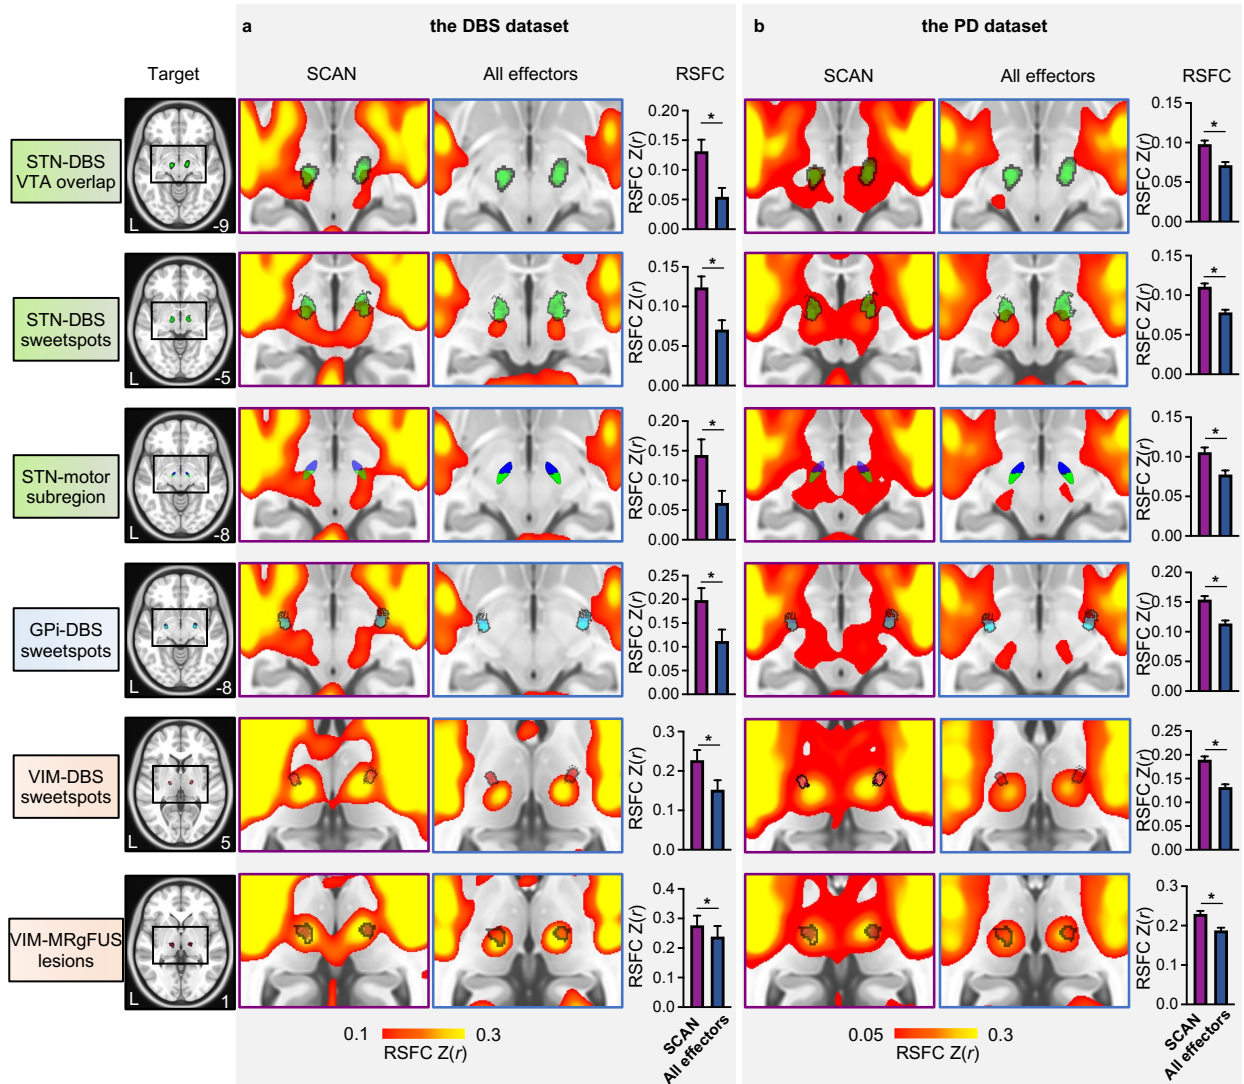 a
the DBS dataset
b
the PD dataset
Target
SCAN
All effectors
RSFC
SCAN
All effectors
RSFC
STN-DBS
VTA overlap
L
-9
RSFC Z(r)
0.20
0.15
0.10
0.05
0.00
*
RSFC Z(r)
0.15
0.10
0.05
0.00
*
STN-DBS
sweetspots
L
-5
RSFC Z(r)
0.15
0.10
0.05
0.00
*
RSFC Z(r)
0.15
0.10
0.05
0.00
*
STN-motor
subregion
L
-8
RSFC Z(r)
0.20
0.15
0.10
0.05
0.00
*
RSFC Z(r)
0.15
0.10
0.05
0.00
*
GPi-DBS
sweetspots
L
-8
RSFC Z(r)
0.25
0.20
0.15
0.10
0.05
0.00
*
RSFC Z(r)
0.20
0.15
0.10
0.05
0.00
*
VIM-DBS
sweetspots
L
5
RSFC Z(r)
0.3
0.2
0.1
0.0
*
RSFC Z(r)
0.25
0.20
0.15
0.10
0.05
0.00
*
VIM-MRgFUS
lesions
L
1
RSFC Z(r)
0.4
0.3
0.2
0.1
0.0
*
RSFC Z(r)
0.3
0.2
0.1
0.0
*
0.1
0.3
RSFC Z(r)
SCAN
All effectors
0.05
0.3
RSFC Z(r)
SCAN
All effectors